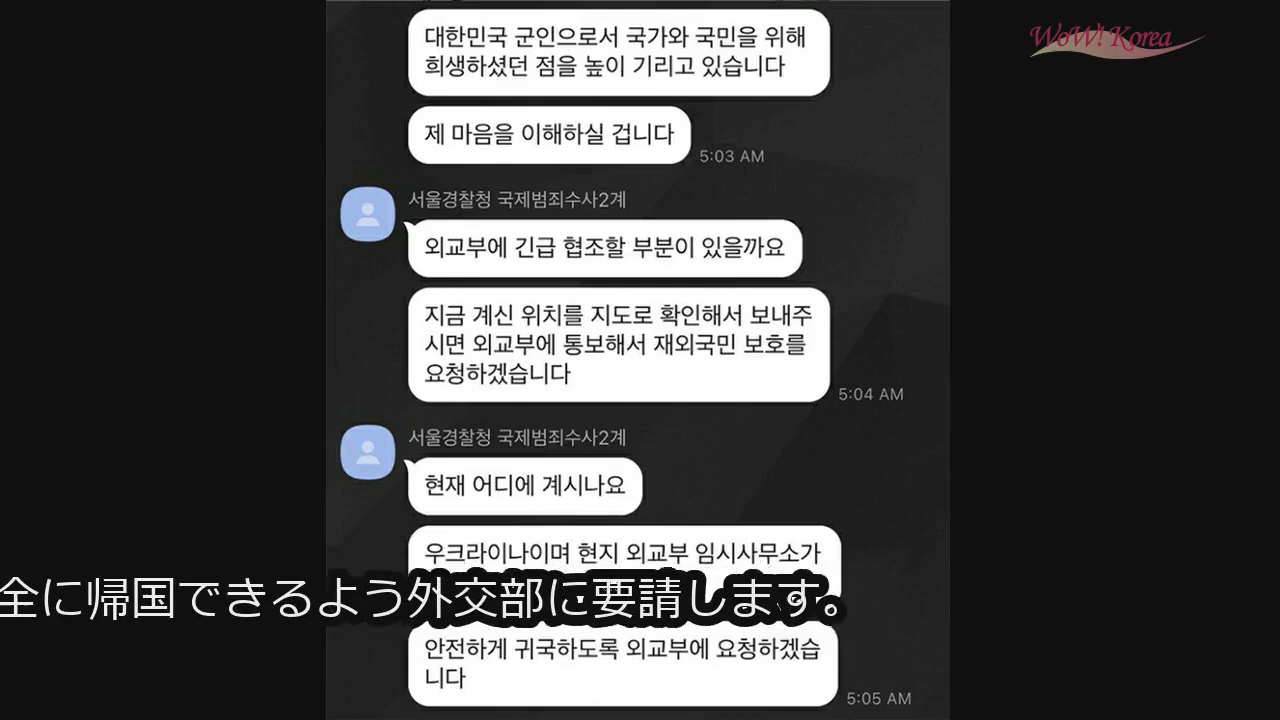 WoW! Korea
대한민국 군인으로서 국가와 국민을 위해
희생하셨던 점을 높이 기리고 있습니다
제 마음을 이해하실 겁니다
5:03 AM
서울경찰청 국제범죄수사2계
외교부에 긴급 협조할 부분이 있을까요
지금 계신 위치를 지도로 확인해서 보내주
시면 외교부에 통보해서 재외국민 보호를
요청하겠습니다
5:04 AM
서울경찰청 국제범죄수사2계
현재 어디에 계시나요
우크라이나이며 현지 외교부 임시사무소가
全に帰国できるよう外交部に要請します。
안전하게 귀국하도록 외교부에 요청하겠습
니다
5:05 AM